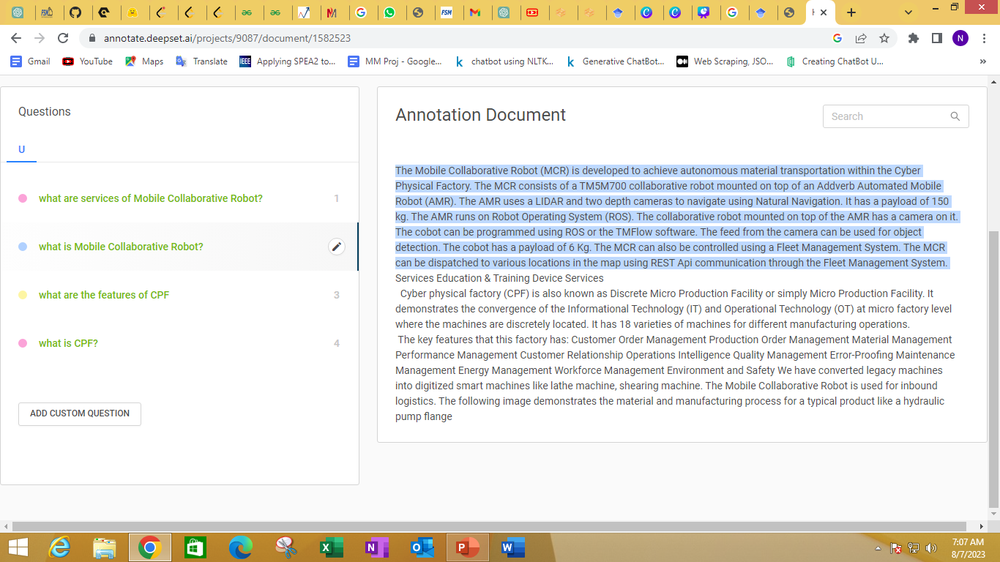 FSM
FSM
annotate.deepset.ai/projects/9087/document/1582523
N
Gmail
YouTube
Maps
Translate
IEEE
Applying SPEA2 to...
MM Proj - Google...
chatbot using NLTK...
Generative ChatBot...
Web Scraping, JSO...
Creating ChatBot U...
»
Questions
U
what are services of Mobile Collaborative Robot? 1
what is Mobile Collaborative Robot?
what are the features of CPF 3
what is CPF? 4
ADD CUSTOM QUESTION
Annotation Document
Search
The Mobile Collaborative Robot (MCR) is developed to achieve autonomous material transportation within the Cyber
Physical Factory. The MCR consists of a TM5M700 collaborative robot mounted on top of an Addverb Automated Mobile
Robot (AMR). The AMR uses a LIDAR and two depth cameras to navigate using Natural Navigation. It has a payload of 150
kg. The AMR runs on Robot Operating System (ROS). The collaborative robot mounted on top of the AMR has a camera on it.
The cobot can be programmed using ROS or the TMFlow software. The feed from the camera can be used for object
detection. The cobot has a payload of 6 Kg. The MCR can also be controlled using a Fleet Management System. The MCR
can be dispatched to various locations in the map using REST Api communication through the Fleet Management System.
Services Education & Training Device Services
Cyber physical factory (CPF) is also known as Discrete Micro Production Facility or simply Micro Production Facility. It
demonstrates the convergence of the Informational Technology (IT) and Operational Technology (OT) at micro factory level
where the machines are discretely located. It has 18 varieties of machines for different manufacturing operations.
The key features that this factory has: Customer Order Management Production Order Management Material Management
Performance Management Customer Relationship Operations Intelligence Quality Management Error-Proofing Maintenance
Management Energy Management Workforce Management Environment and Safety We have converted legacy machines
into digitized smart machines like lathe machine, shearing machine. The Mobile Collaborative Robot is used for inbound
logistics. The following image demonstrates the material and manufacturing process for a typical product like a hydraulic
pump flange
7:07 AM
8/7/2023